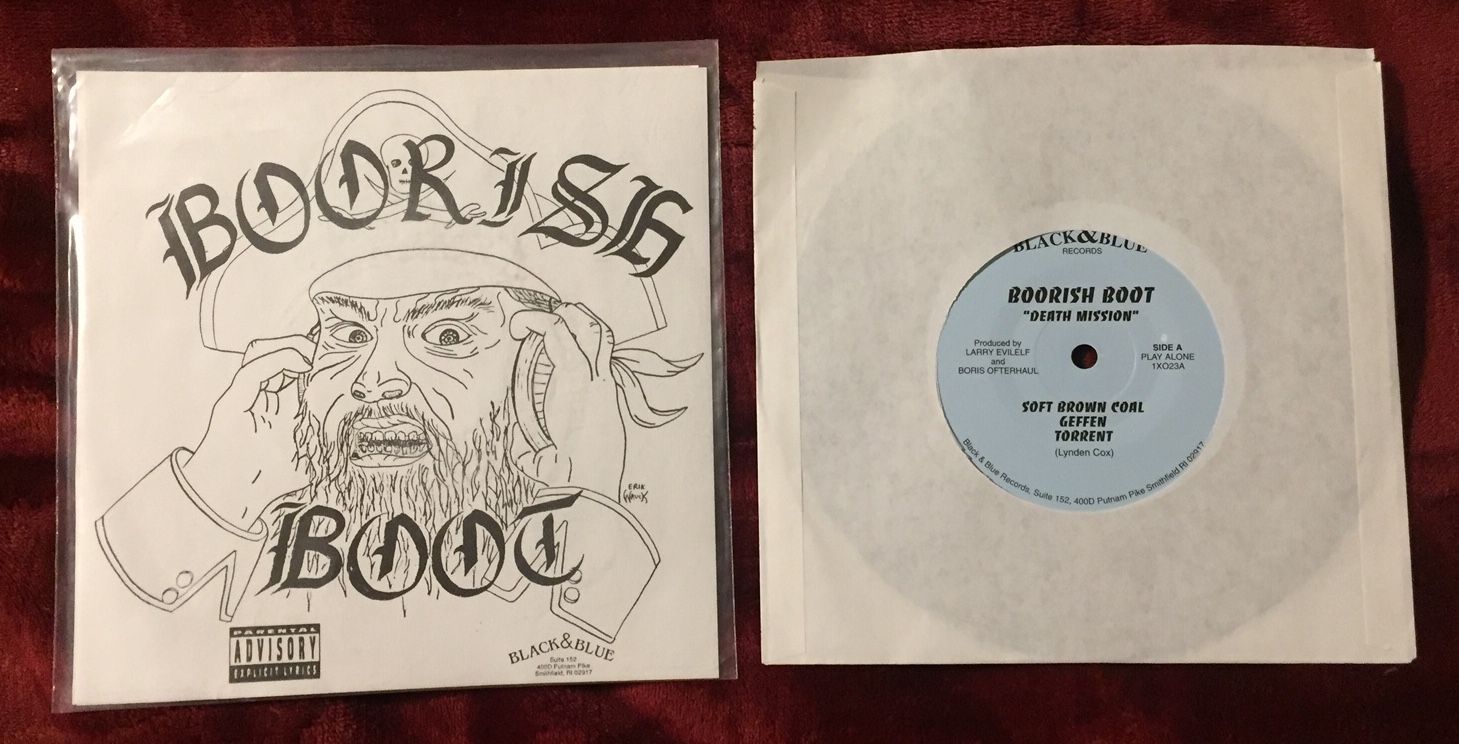 BOORISH
BOOT
ERIK
PARENTAL
ADVISORY
EXPLICIT LYRICS
BLACK&BLUE
Suite 152
400D Putnam Pike
Smithfield, RI 02917
BLACK&BLUE
RECORDS
BOORISH BOOT
"DEATH MISSION"
Produced by
LARRY EVILELF
and
BORIS OFTERHAUL
SIDE A
PLAY ALONE
1XO23A
SOFT BROWN COAL
GEFFEN
TORRENT
(Lynden Cox)
Black & Blue Records, Suite 152, 400D Putnam Pike Smithfield RI 02917